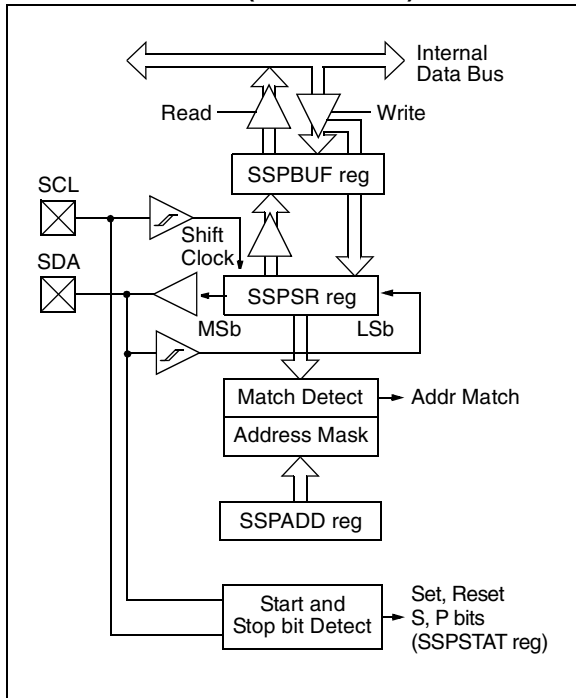 Internal
Data Bus
Read
Write
SSPBUF reg
SCL
Shift
Clock
SDA
SSPSR reg
MSb
LSb
Match Detect
Addr Match
Address Mask
SSPADD reg
Start and
Stop bit Detect
Set, Reset
S, P bits
(SSPSTAT reg)